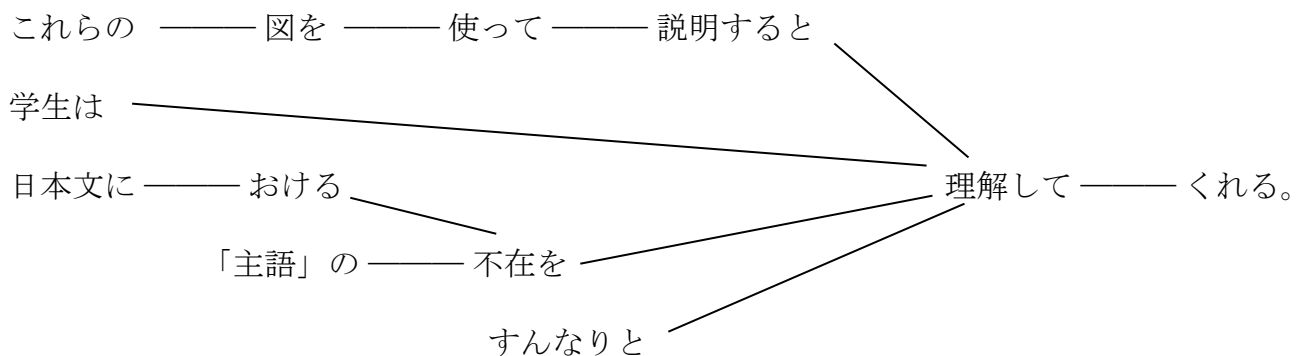 これらの ——— 図を ——— 使って ——— 説明すると
学生は
理解して ——— くれる。
日本文に ——— おける
「主語」の ——— 不在を
すんなりと